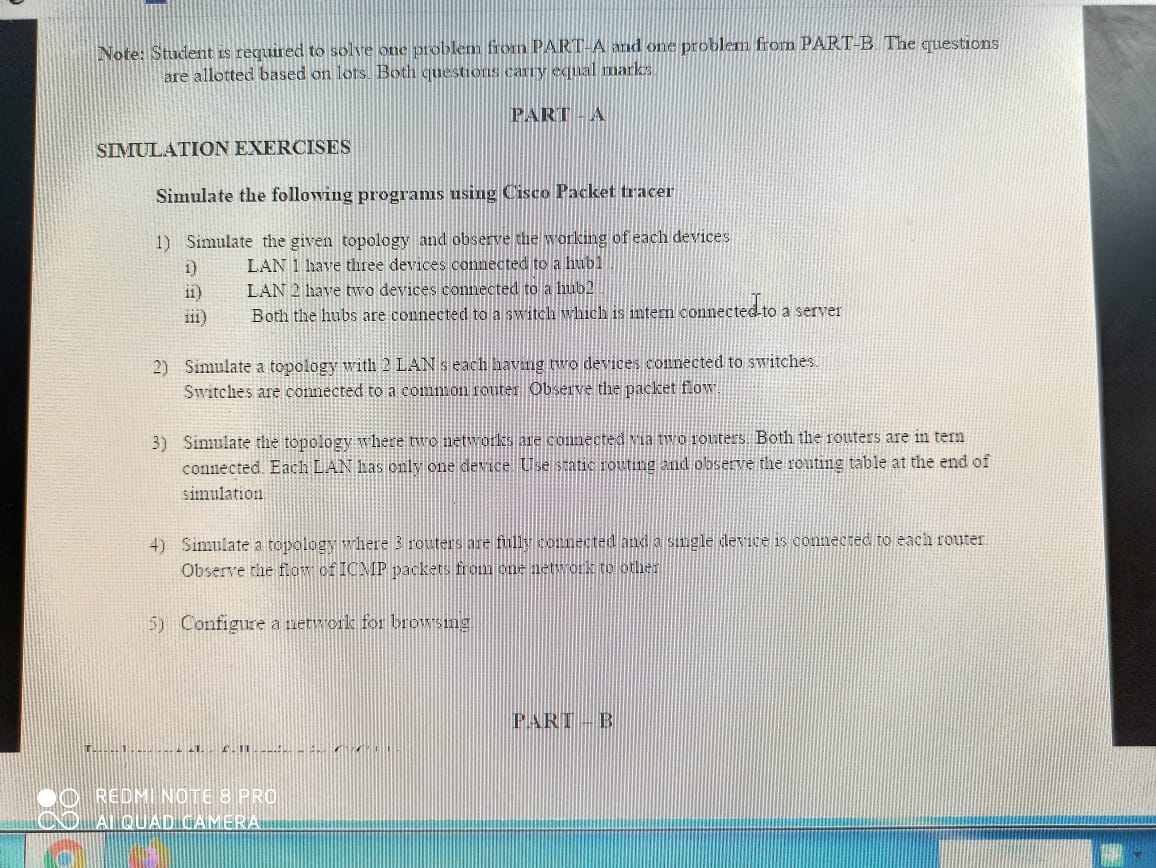 Note: Student is required to solve one problem from PART-A and one problem from PART-B. The questions
are allotted based on lots. Both questions carry equal marks.
PART - A
SIMULATION EXERCISES
Simulate the following programs using Cisco Packet tracer
1) Simulate the given topology and observe the working of each devices
i) LAN 1 have three devices connected to a hub1 .
ii) LAN 2 have two devices connected to a hub2
iii) Both the hubs are connected to a switch which is intern connected to a server
2) Simulate a topology with 2 LAN s each having two devices connected to switches.
Switches are connected to a common router. Observe the packet flow.
3) Simulate the topology where two networks are connected via two routers. Both the routers are in tern
connected. Each LAN has only one device. Use static routing and observe the routing table at the end of
simulation.
4) Simulate a topology where 3 routers are fully connected and a single device is connected to each router.
Observe the flow of ICMP packets from one network to other
5) Configure a network for browsing.
PART – B
REDMI NOTE 8 PRO
AI QUAD CAMERA